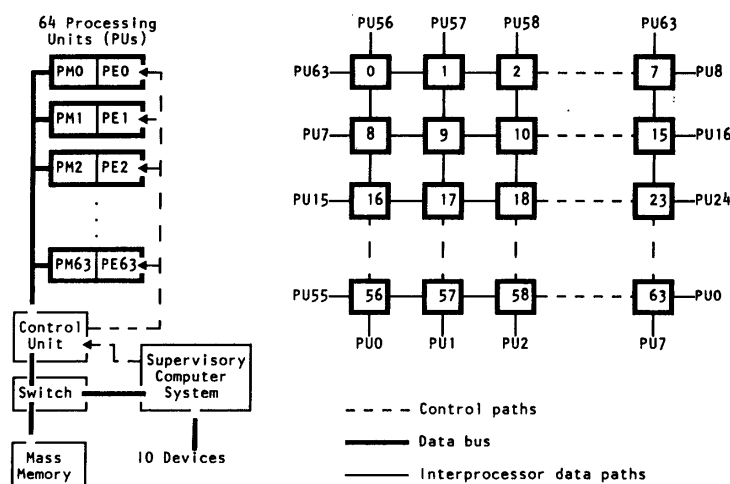 64 Processing
Units (PUs)
PM0 PE0
PM1 PE1
PM2 PE2
PM63 PE63
Control
Unit
Supervisory
Computer
System
Switch
Mass
Memory
IO Devices
PU56 PU57 PU58 PU63
PU63 0 1 2 7 PU8
PU7 8 9 10 15 PU16
PU15 16 17 18 23 PU24
PU55 56 57 58 63 PU0
PU0 PU1 PU2 PU7
Control paths
Data bus
Interprocessor data paths